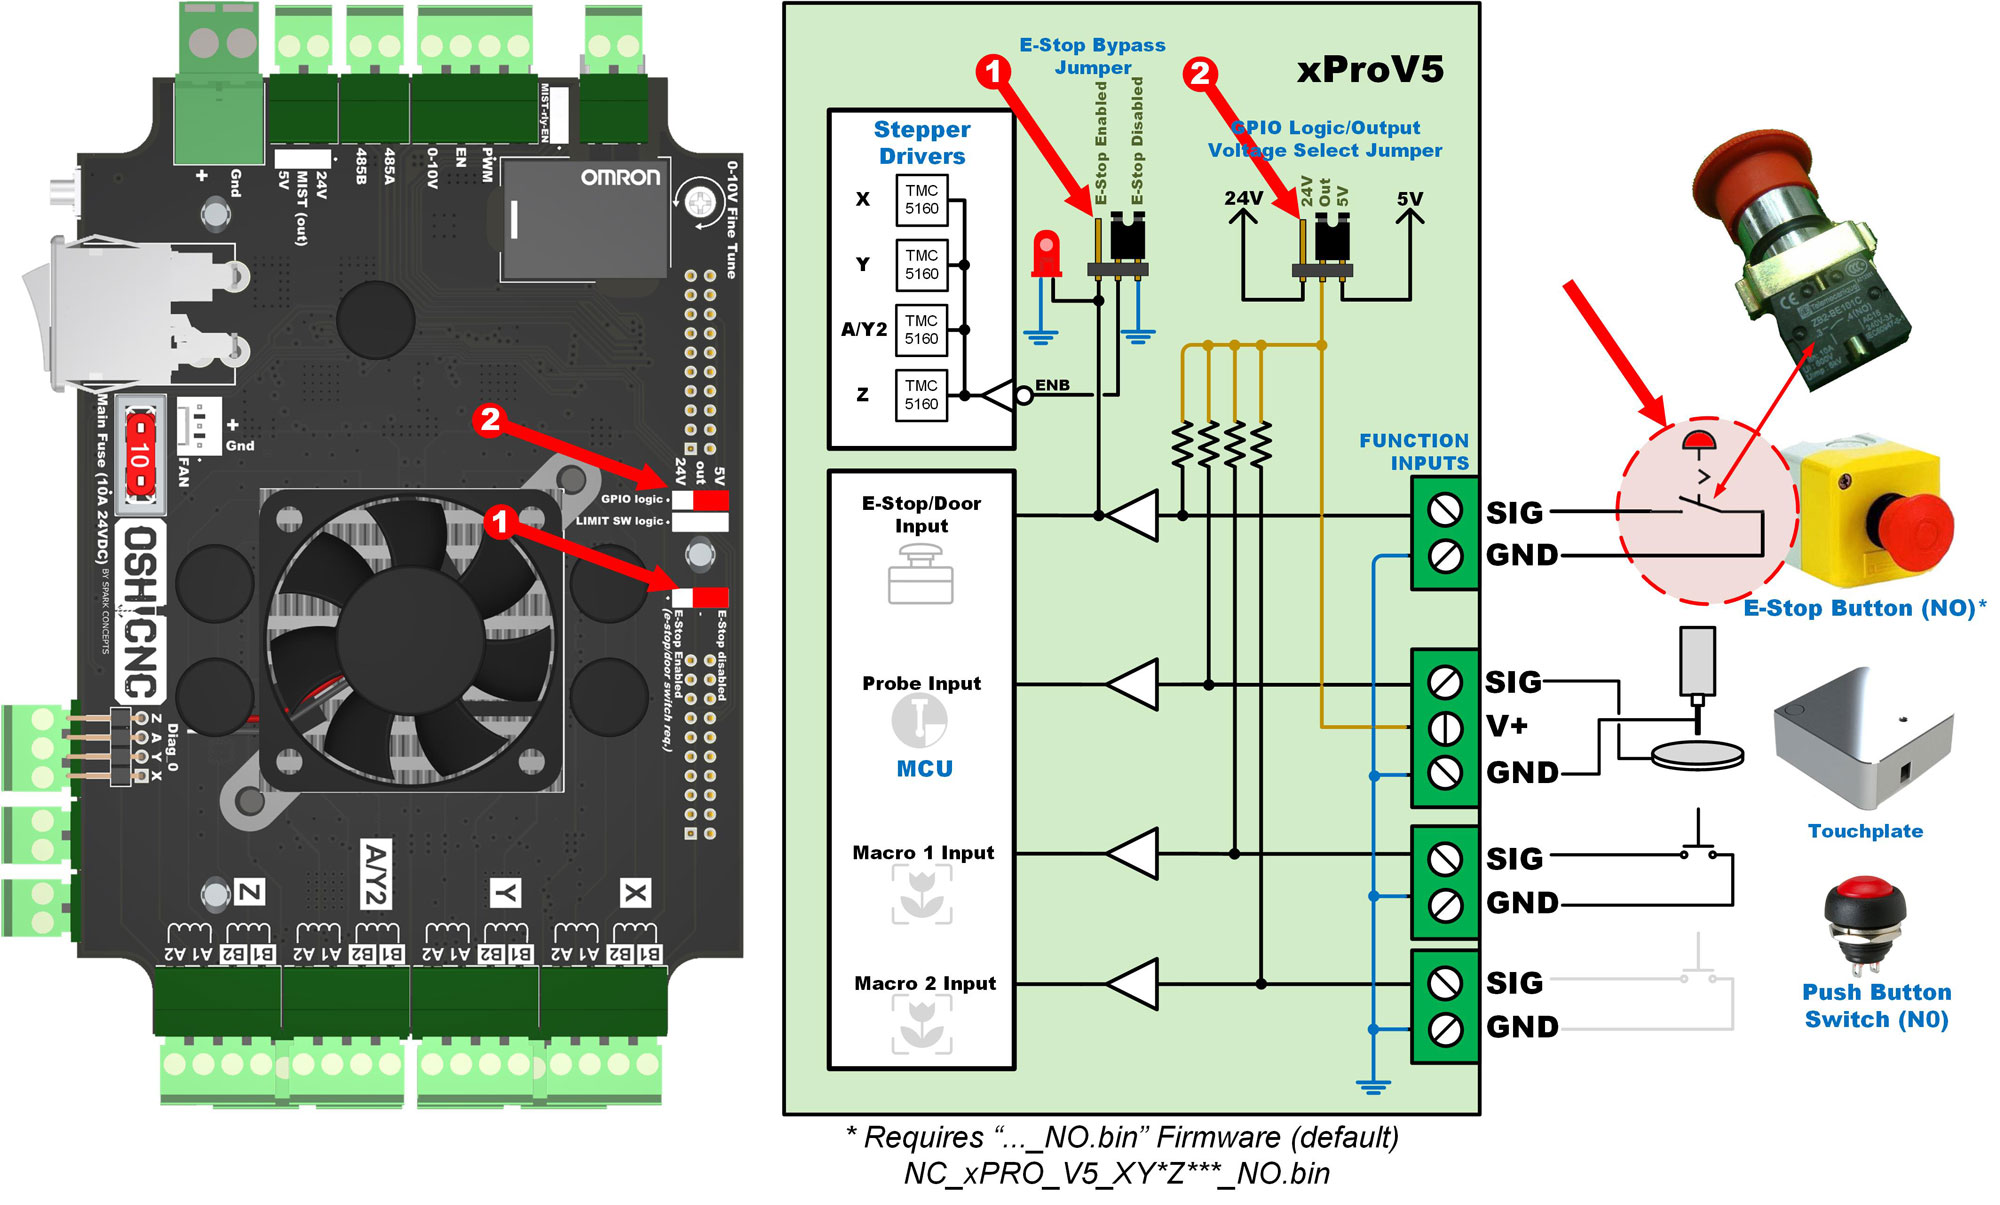 MIST-rly-EN
+
Gnd
5V
MIST (out)
24V
485B
485A
0-10V
EN
PWM
OMRON
0-10V Fine Tune
Main Fuse (10A 24VDC)
10
FAN
+
Gnd
OSHCNC
BY SPARK CONCEPTS
2
24V
out
5V
GPIO logic
LIMIT SW logic
1
E-Stop Enabled
(e-stop/door switch req.)
E-Stop disabled
Z
A
Y
X
Diag_0
Z
A/Y2
Y
X
A2
A1
B2
B1
A2
A1
B2
B1
A2
A1
B2
B1
A2
A1
B2
B1
xProV5
1
E-Stop Bypass
Jumper
E-Stop Enabled
E-Stop Disabled
2
GPIO Logic/Output
Voltage Select Jumper
24V
24V
Out
5V
5V
Stepper
Drivers
X
TMC
5160
Y
TMC
5160
A/Y2
TMC
5160
Z
TMC
5160
ENB
FUNCTION
INPUTS
E-Stop/Door
Input
SIG
GND
Probe Input
SIG
V+
GND
MCU
Macro 1 Input
SIG
GND
Macro 2 Input
SIG
GND
CE
Telemecanique
ZB2-BE101C
E-Stop Button (NO)*
Touchplate
Push Button
Switch (N0)
* Requires “..._NO.bin” Firmware (default)
NC_xPRO_V5_XY*Z***_NO.bin